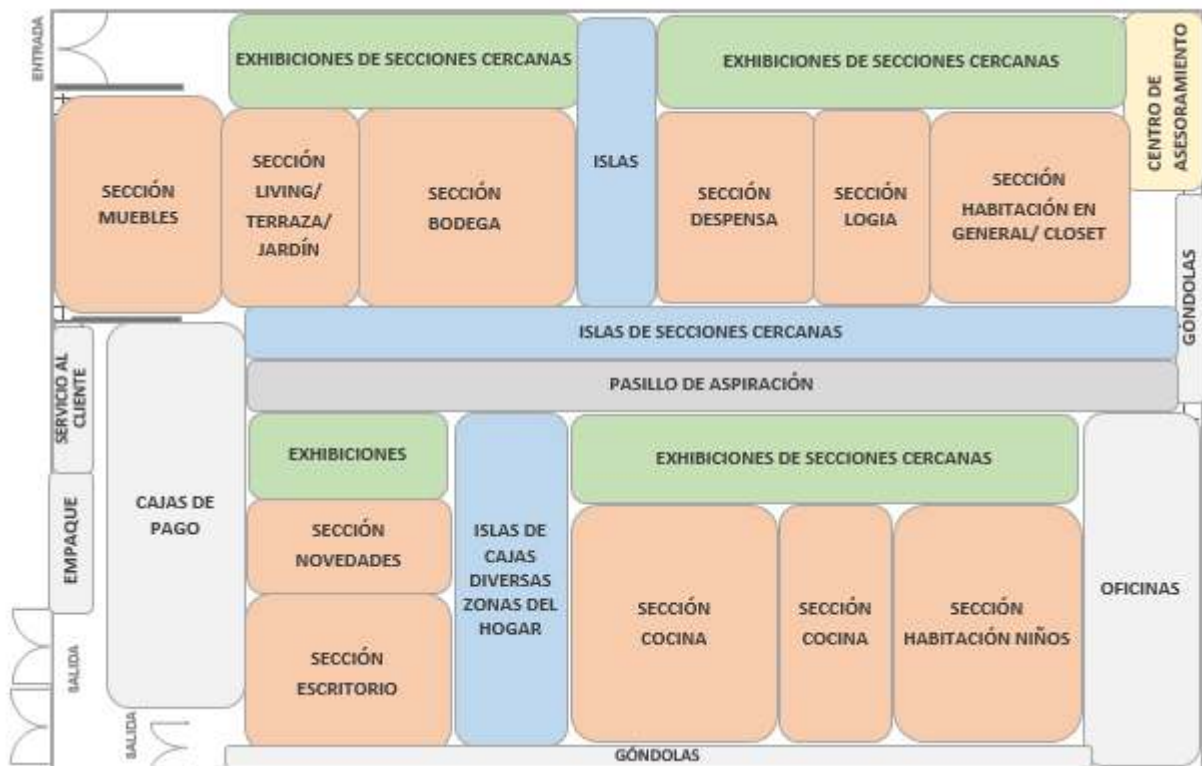 ENTRADA
EXHIBICIONES DE SECCIONES CERCANAS
EXHIBICIONES DE SECCIONES CERCANAS
CENTRO DE
ASESORAMIENTO
SECCIÓN
MUEBLES
SECCIÓN
LIVING/
TERRAZA/
JARDÍN
SECCIÓN
BODEGA
ISLAS
SECCIÓN
DESPENSA
SECCIÓN
LOGIA
SECCIÓN
HABITACIÓN EN
GENERAL/ CLOSET
GÓNDOLAS
ISLAS DE SECCIONES CERCANAS
PASILLO DE ASPIRACIÓN
SERVICIO AL
CLIENTE
EMPAQUE
CAJAS DE
PAGO
EXHIBICIONES
SECCIÓN
NOVEDADES
SECCIÓN
ESCRITORIO
ISLAS DE
CAJAS
DIVERSAS
ZONAS DEL
HOGAR
EXHIBICIONES DE SECCIONES CERCANAS
SECCIÓN
COCINA
SECCIÓN
COCINA
SECCIÓN
HABITACIÓN NIÑOS
OFICINAS
SALIDA
SALIDA
GÓNDOLAS